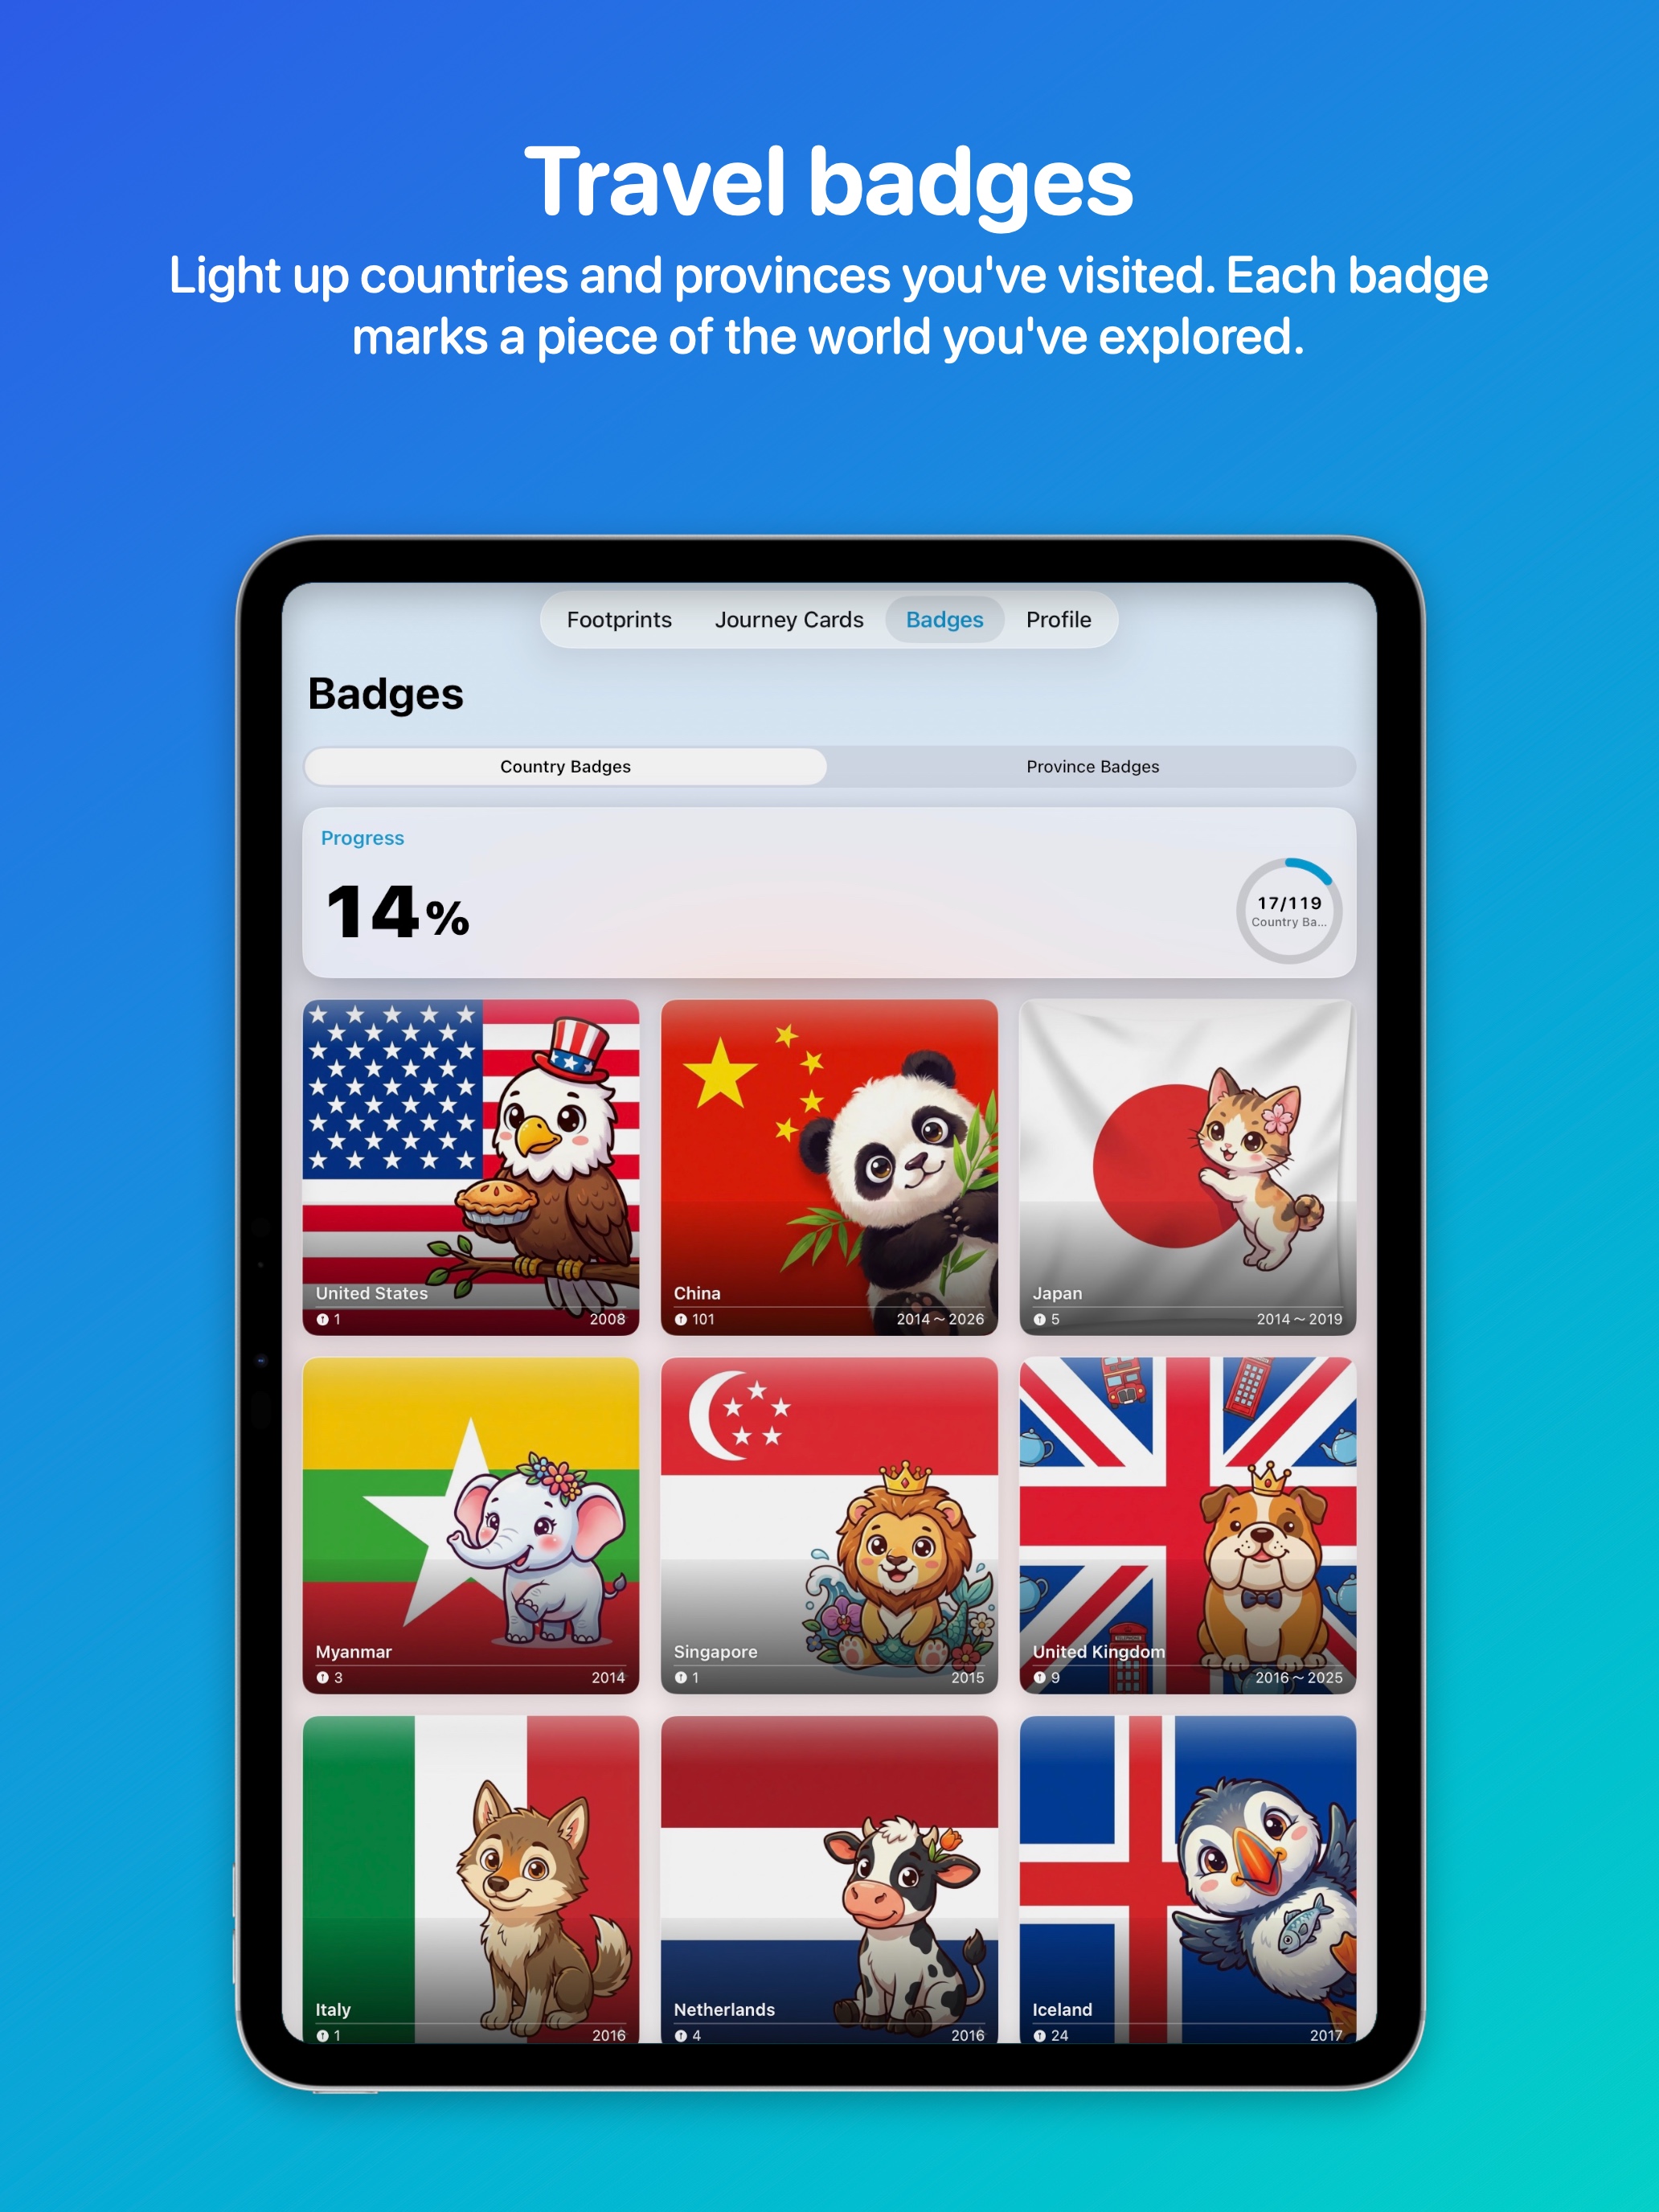 Travel badges
Light up countries and provinces you've visited. Each badge
marks a piece of the world you've explored.
Footprints Journey Cards Badges Profile
Badges
Country Badges Province Badges
Progress
14%
17/119
Country Ba...
United States
1 2008
China
101 2014～2026
Japan
5 2014～2019
Myanmar
3 2014
Singapore
1 2015
TELEPHONE
United Kingdom
9 2016～2025
Italy
1 2016
Netherlands
4 2016
Iceland
24 2017